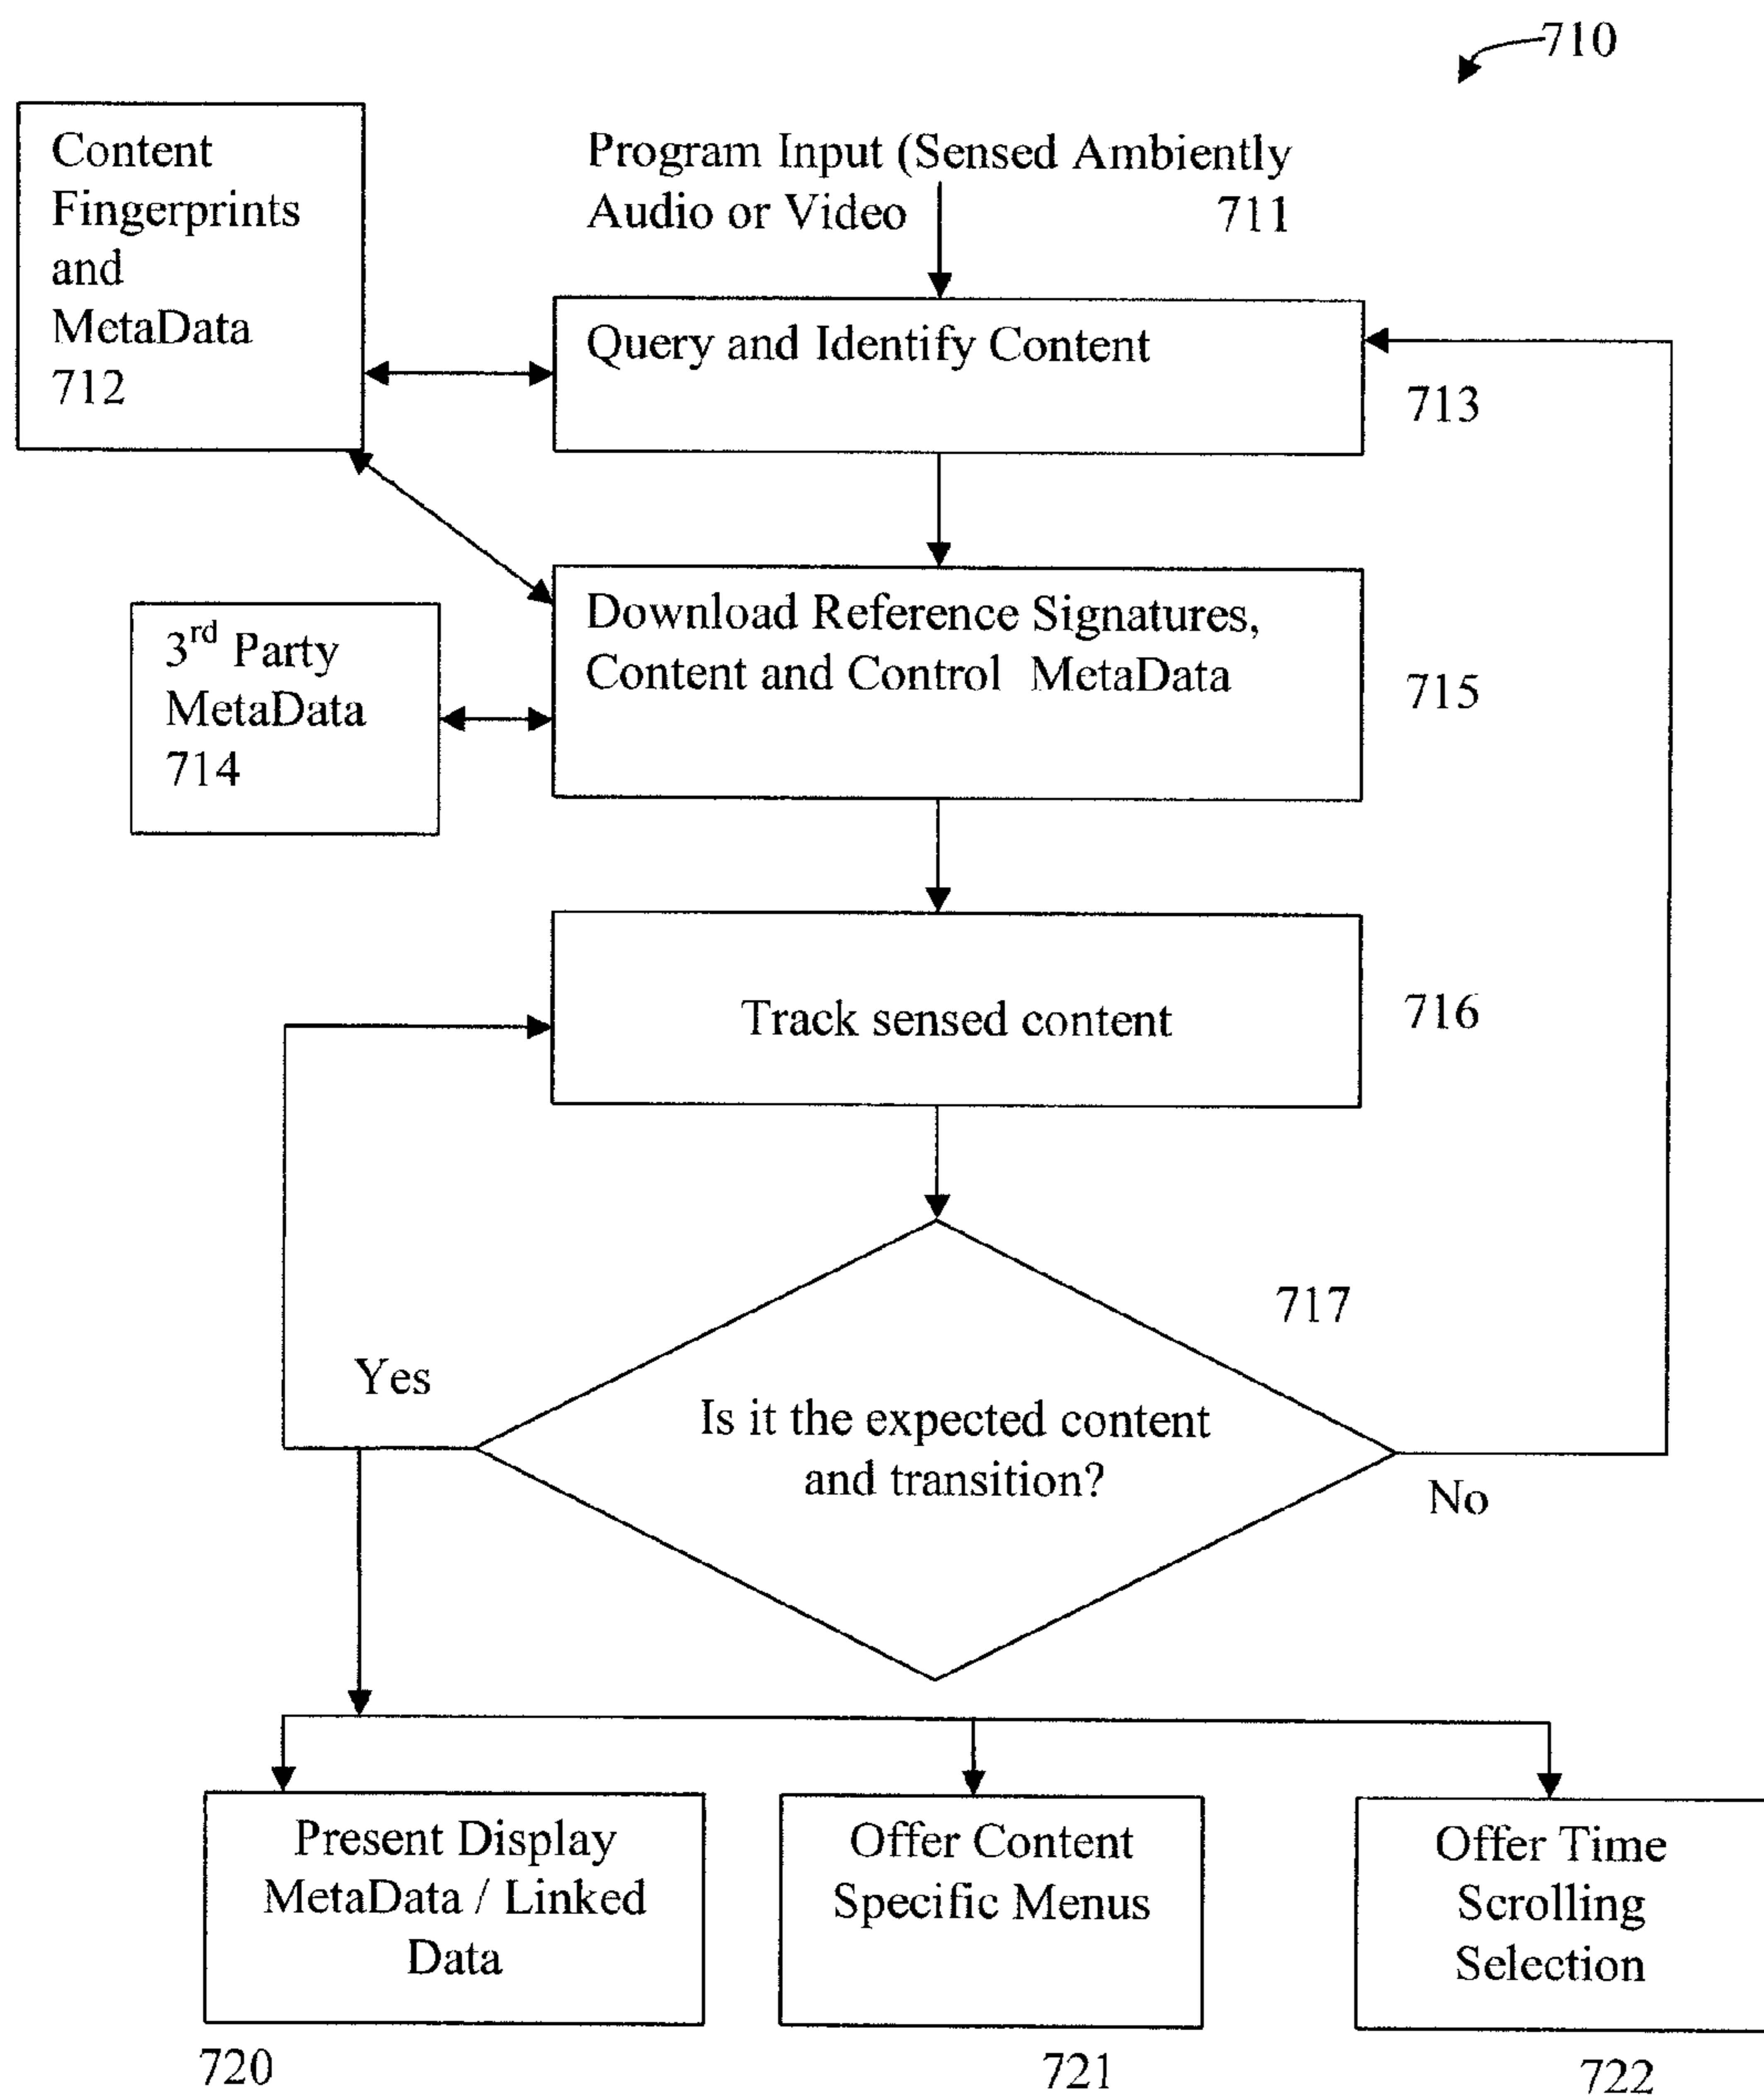 710
Content
Fingerprints
and
MetaData
712
Program Input (Sensed Ambiently
Audio or Video
711
Query and Identify Content
713
3rd Party
MetaData
714
Download Reference Signatures,
Content and Control MetaData
715
Track sensed content
716
717
Yes
Is it the expected content
and transition?
No
Present Display
MetaData / Linked
Data
720
Offer Content
Specific Menus
721
Offer Time
Scrolling
Selection
722